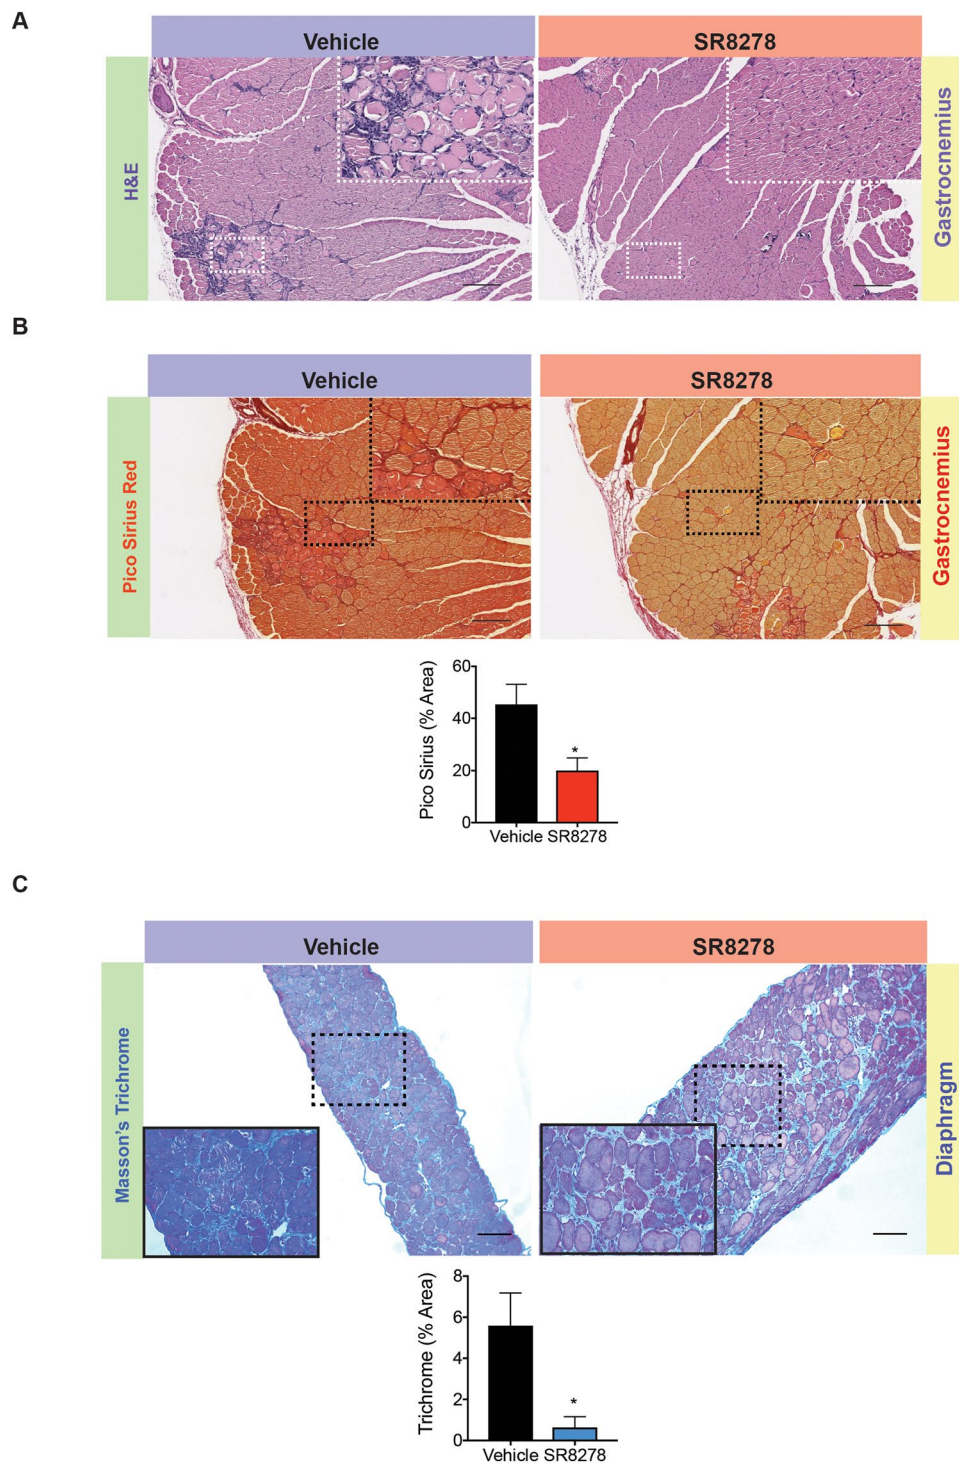 A
Vehicle
SR8278
H&E
Gastrocnemius
B
Vehicle
SR8278
Pico Sirius Red
Gastrocnemius
Pico Sirius (% Area)
60
40
20
0
*
Vehicle SR8278
C
Vehicle
SR8278
Masson's Trichrome
Diaphragm
Trichrome (% Area)
8
6
4
2
0
*
Vehicle SR8278